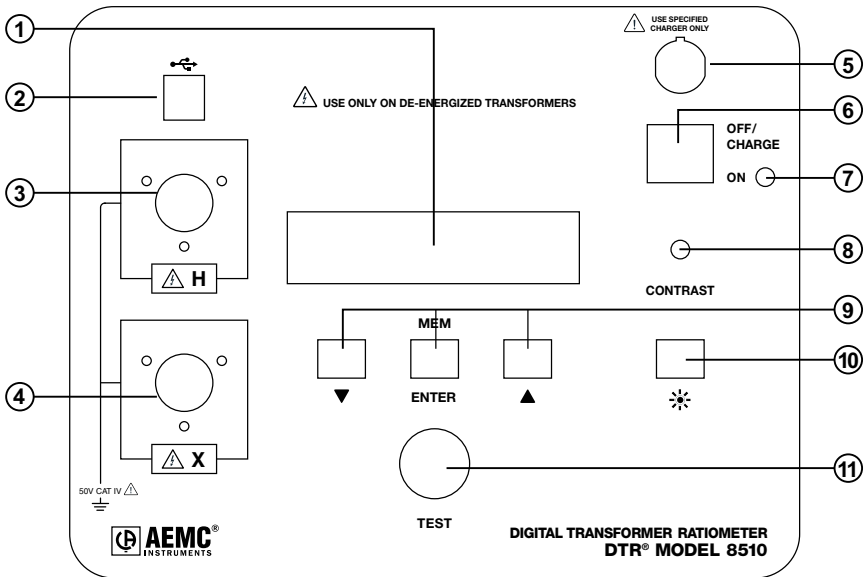 1
USE SPECIFIED
CHARGER ONLY
2
USE ONLY ON DE-ENERGIZED TRANSFORMERS
5
6
OFF/
CHARGE
ON
7
3
H
8
CONTRAST
9
MEM
ENTER
10
4
X
50V CAT IV
11
TEST
AEMC®
INSTRUMENTS
DIGITAL TRANSFORMER RATIOMETER
DTR® MODEL 8510